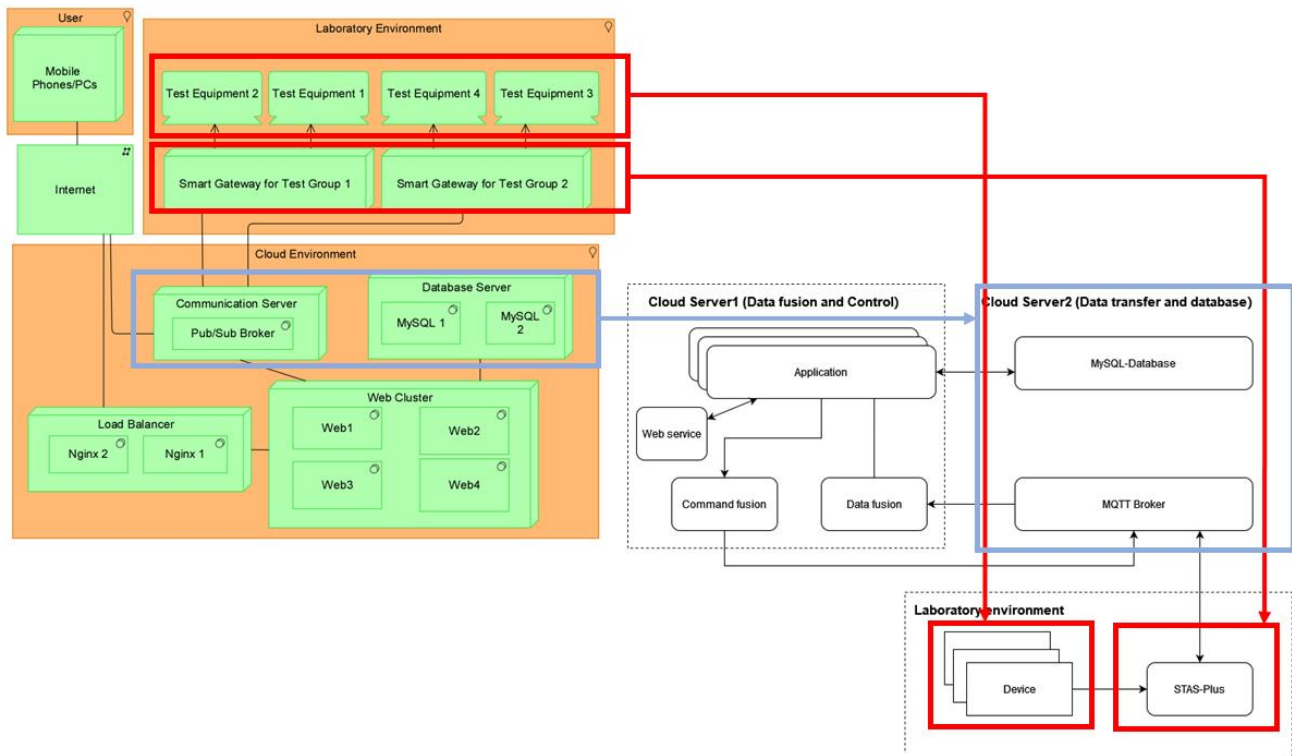 User
Mobile
Phones/PCs
Internet
Laboratory Environment
Test Equipment 2
Test Equipment 1
Test Equipment 4
Test Equipment 3
Smart Gateway for Test Group 1
Smart Gateway for Test Group 2
Cloud Environment
Communication Server
Pub/Sub Broker
Database Server
MySQL 1
MySQL
2
Load Balancer
Nginx 2
Nginx 1
Web Cluster
Web1
Web2
Web3
Web4
Cloud Server1 (Data fusion and Control)
Application
Web service
Command fusion
Data fusion
Cloud Server2 (Data transfer and database)
MySQL-Database
MQTT Broker
Laboratory environment
Device
STAS-Plus